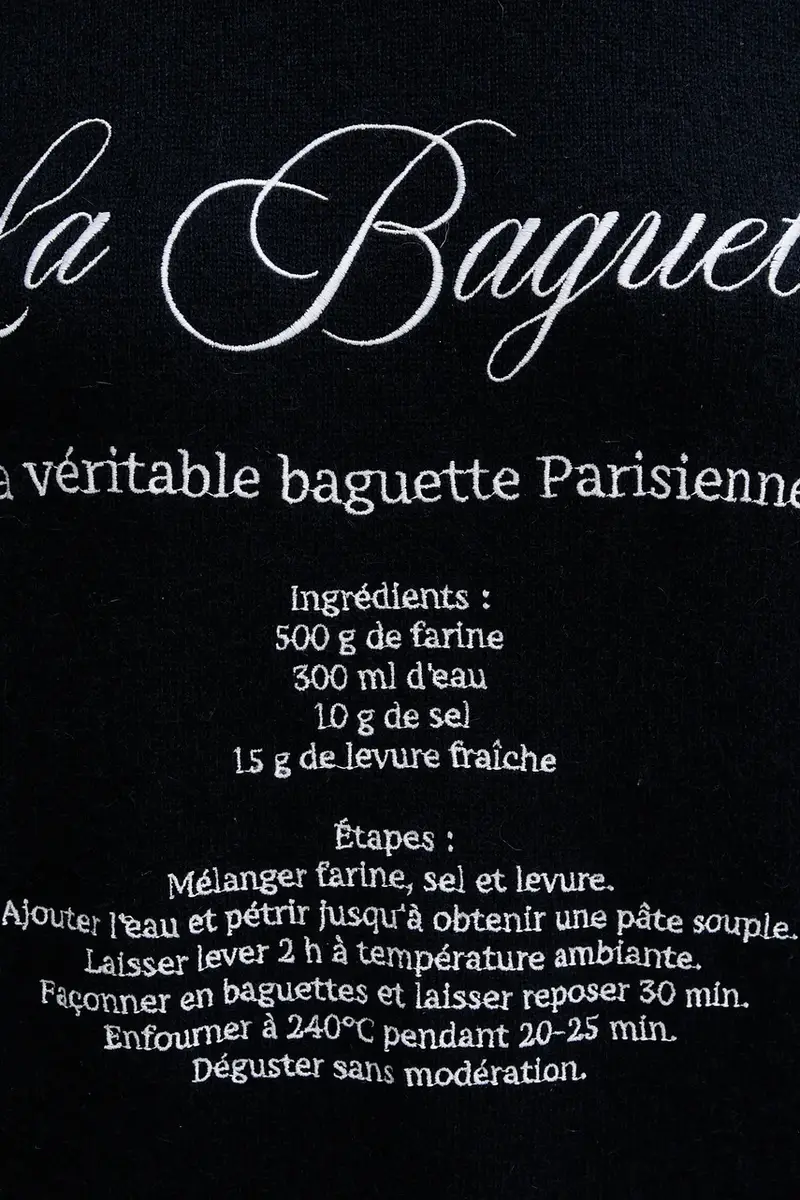 la Baguet
a véritable baguette Parisienne
Ingrédients :
500 g de farine
300 ml d'eau
10 g de sel
15 g de levure fraîche
Étapes :
Mélanger farine, sel et levure.
Ajouter l'eau et pétrir jusqu'à obtenir une pâte souple.
Laisser lever 2 h à température ambiante.
Façonner en baguettes et laisser reposer 30 min.
Enfourner à 240°C pendant 20-25 min.
Déguster sans modération.